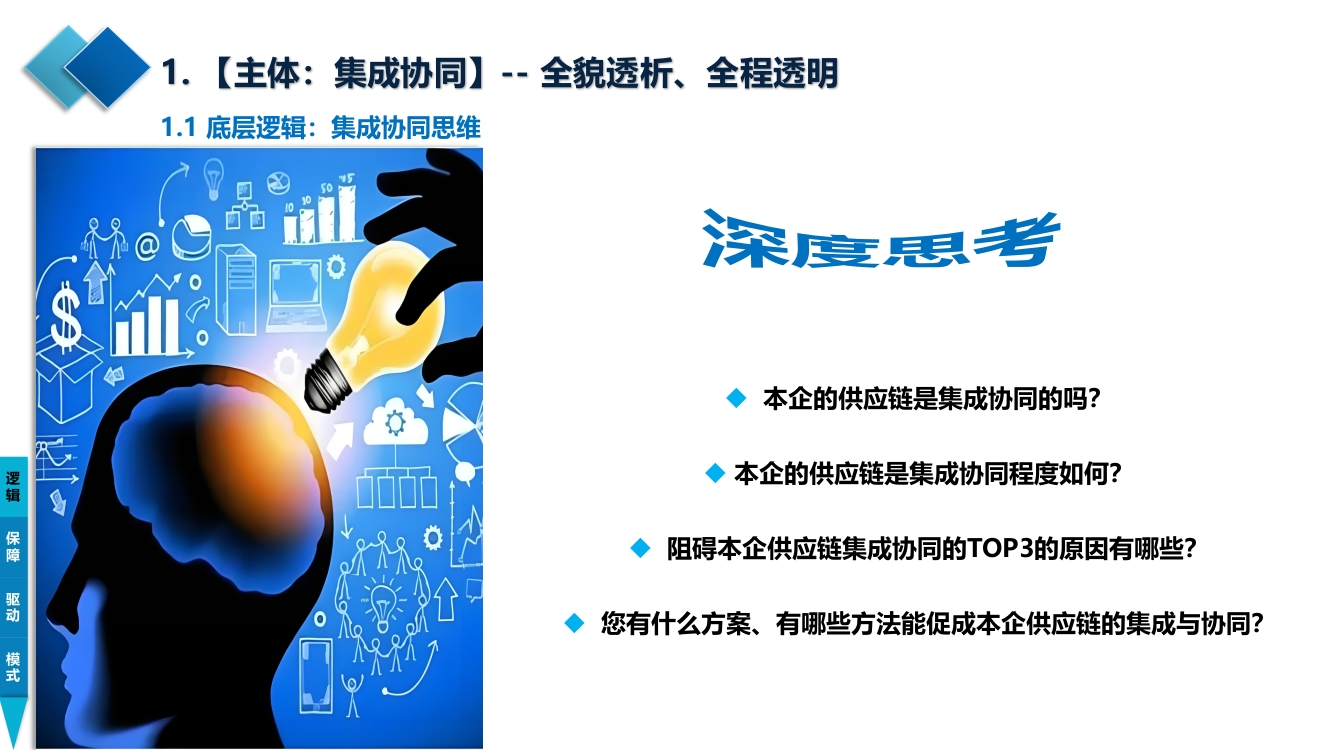 1. 【主体：集成协同】-- 全貌透析、全程透明
1.1 底层逻辑：集成协同思维
10 30 50 45
@
$
深度思考
◆ 本企的供应链是集成协同的吗?
◆ 本企的供应链是集成协同程度如何?
◆ 阻碍本企供应链集成协同的TOP3的原因有哪些?
◆ 您有什么方案、有哪些方法能促成本企供应链的集成与协同?
逻辑
保障
驱动
模式